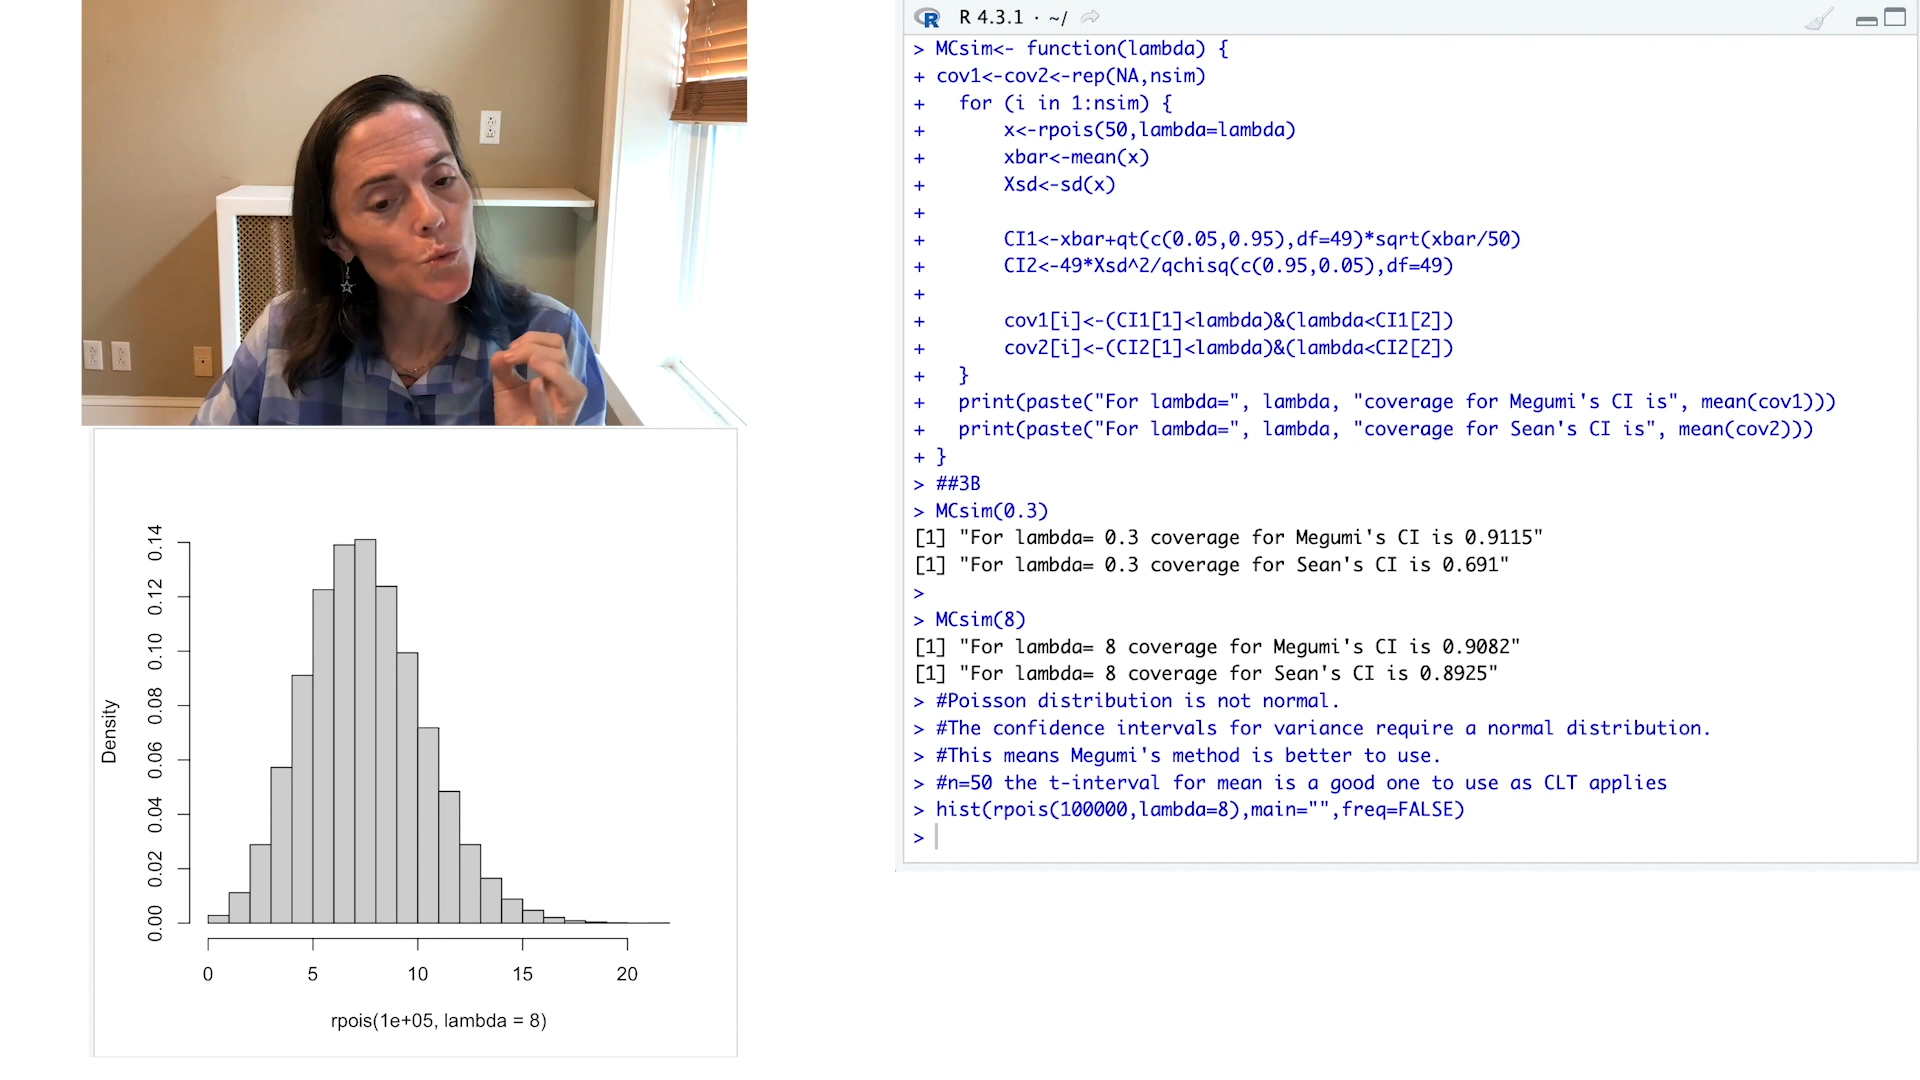 R 4.3.1 · ~/
> MCsim<- function(lambda) {
+ cov1<-cov2<-rep(NA,nsim)
+   for (i in 1:nsim) {
+       x<-rpois(50,lambda=lambda)
+       xbar<-mean(x)
+       Xsd<-sd(x)
+
+       CI1<-xbar+qt(c(0.05,0.95),df=49)*sqrt(xbar/50)
+       CI2<-49*Xsd^2/qchisq(c(0.95,0.05),df=49)
+
+       cov1[i]<-(CI1[1]<lambda)&(lambda<CI1[2])
+       cov2[i]<-(CI2[1]<lambda)&(lambda<CI2[2])
+   }
+   print(paste("For lambda=", lambda, "coverage for Megumi's CI is", mean(cov1)))
+   print(paste("For lambda=", lambda, "coverage for Sean's CI is", mean(cov2)))
+ }
> ##3B
> MCsim(0.3)
[1] "For lambda= 0.3 coverage for Megumi's CI is 0.9115"
[1] "For lambda= 0.3 coverage for Sean's CI is 0.691"
>
> MCsim(8)
[1] "For lambda= 8 coverage for Megumi's CI is 0.9082"
[1] "For lambda= 8 coverage for Sean's CI is 0.8925"
> #Poisson distribution is not normal.
> #The confidence intervals for variance require a normal distribution.
> #This means Megumi's method is better to use.
> #n=50 the t-interval for mean is a good one to use as CLT applies
> hist(rpois(100000,lambda=8),main="",freq=FALSE)
>
Density
0.14
0.12
0.10
0.08
0.06
0.04
0.02
0.00
0 5 10 15 20
rpois(1e+05, lambda = 8)